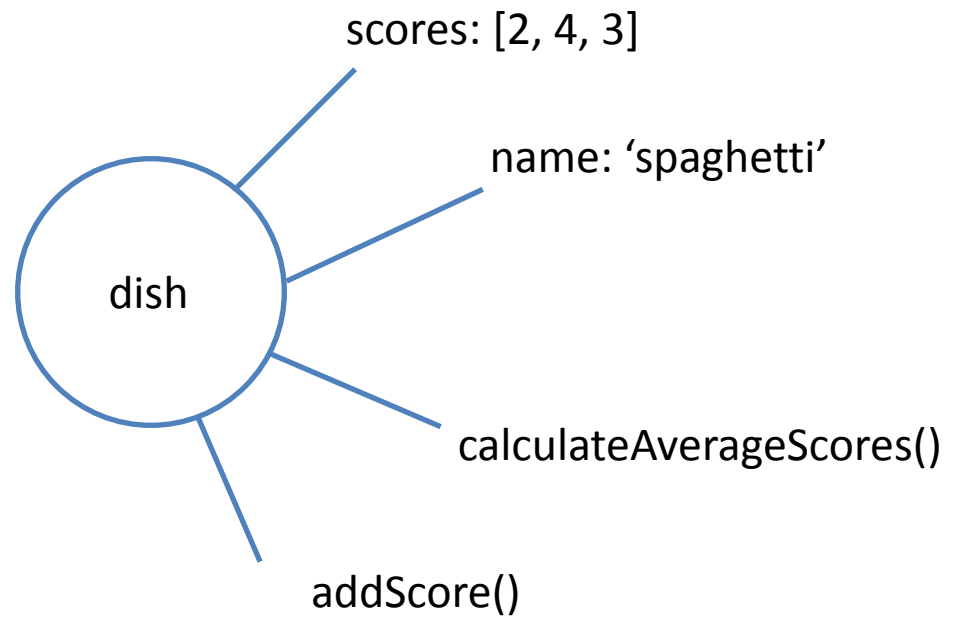 scores: [2, 4, 3]
name: ‘spaghetti’
dish
calculateAverageScores()
addScore()